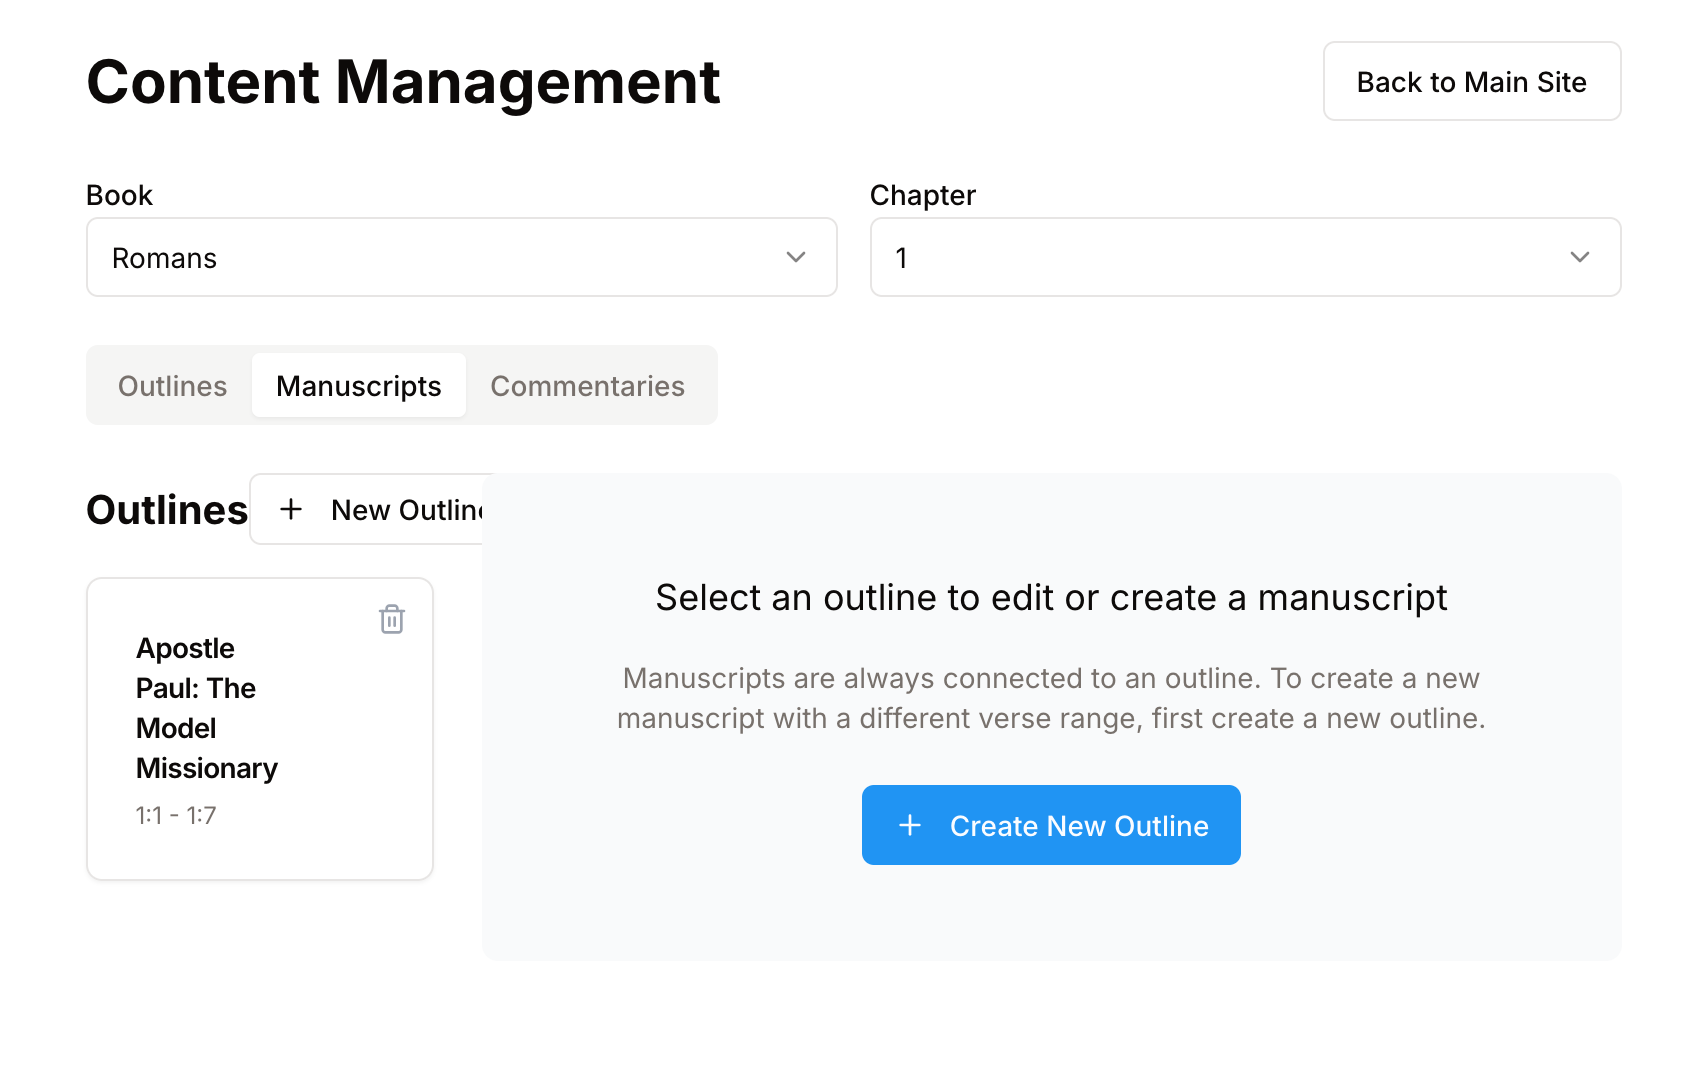 Content Management
Back to Main Site
Book
Chapter
Romans
1
Outlines
Manuscripts
Commentaries
Outlines
+ New Outline
Apostle
Paul: The
Model
Missionary
1:1 - 1:7
Select an outline to edit or create a manuscript
Manuscripts are always connected to an outline. To create a new
manuscript with a different verse range, first create a new outline.
+ Create New Outline